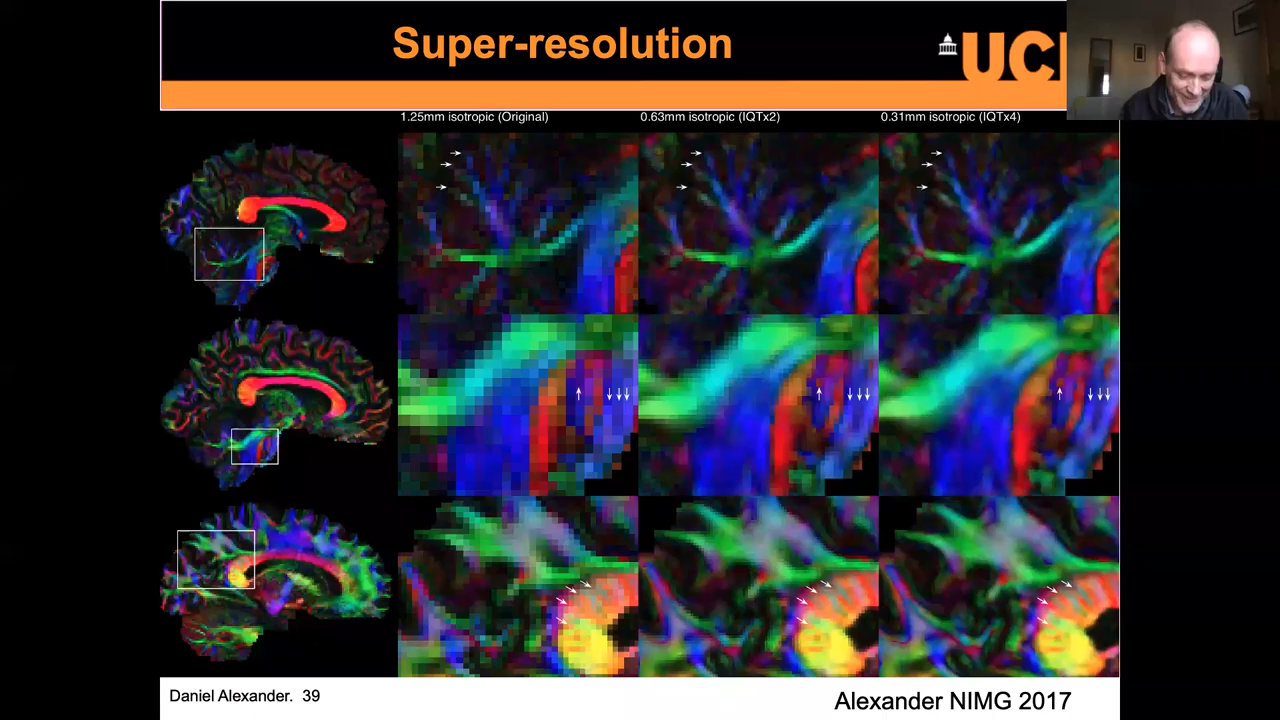 Super-resolution
UCL
1.25mm isotropic (Original)
0.63mm isotropic (IQTx2)
0.31mm isotropic (IQTx4)
Daniel Alexander. 39
Alexander NIMG 2017